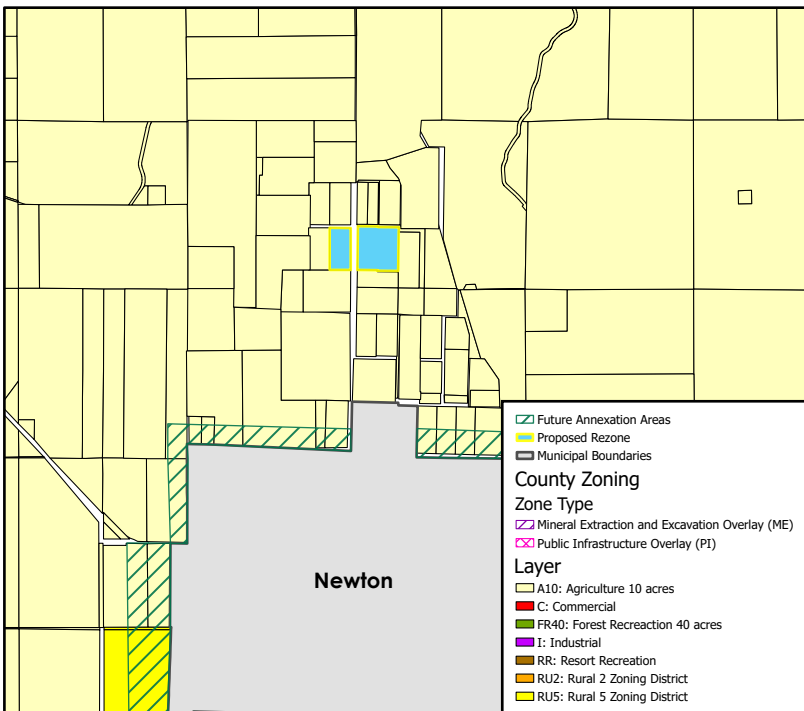 Newton
Future Annexation Areas
Proposed Rezone
Municipal Boundaries
County Zoning
Zone Type
Mineral Extraction and Excavation Overlay (ME)
Public Infrastructure Overlay (PI)
Layer
A10: Agriculture 10 acres
C: Commercial
FR40: Forest Recreaction 40 acres
I: Industrial
RR: Resort Recreation
RU2: Rural 2 Zoning District
RU5: Rural 5 Zoning District